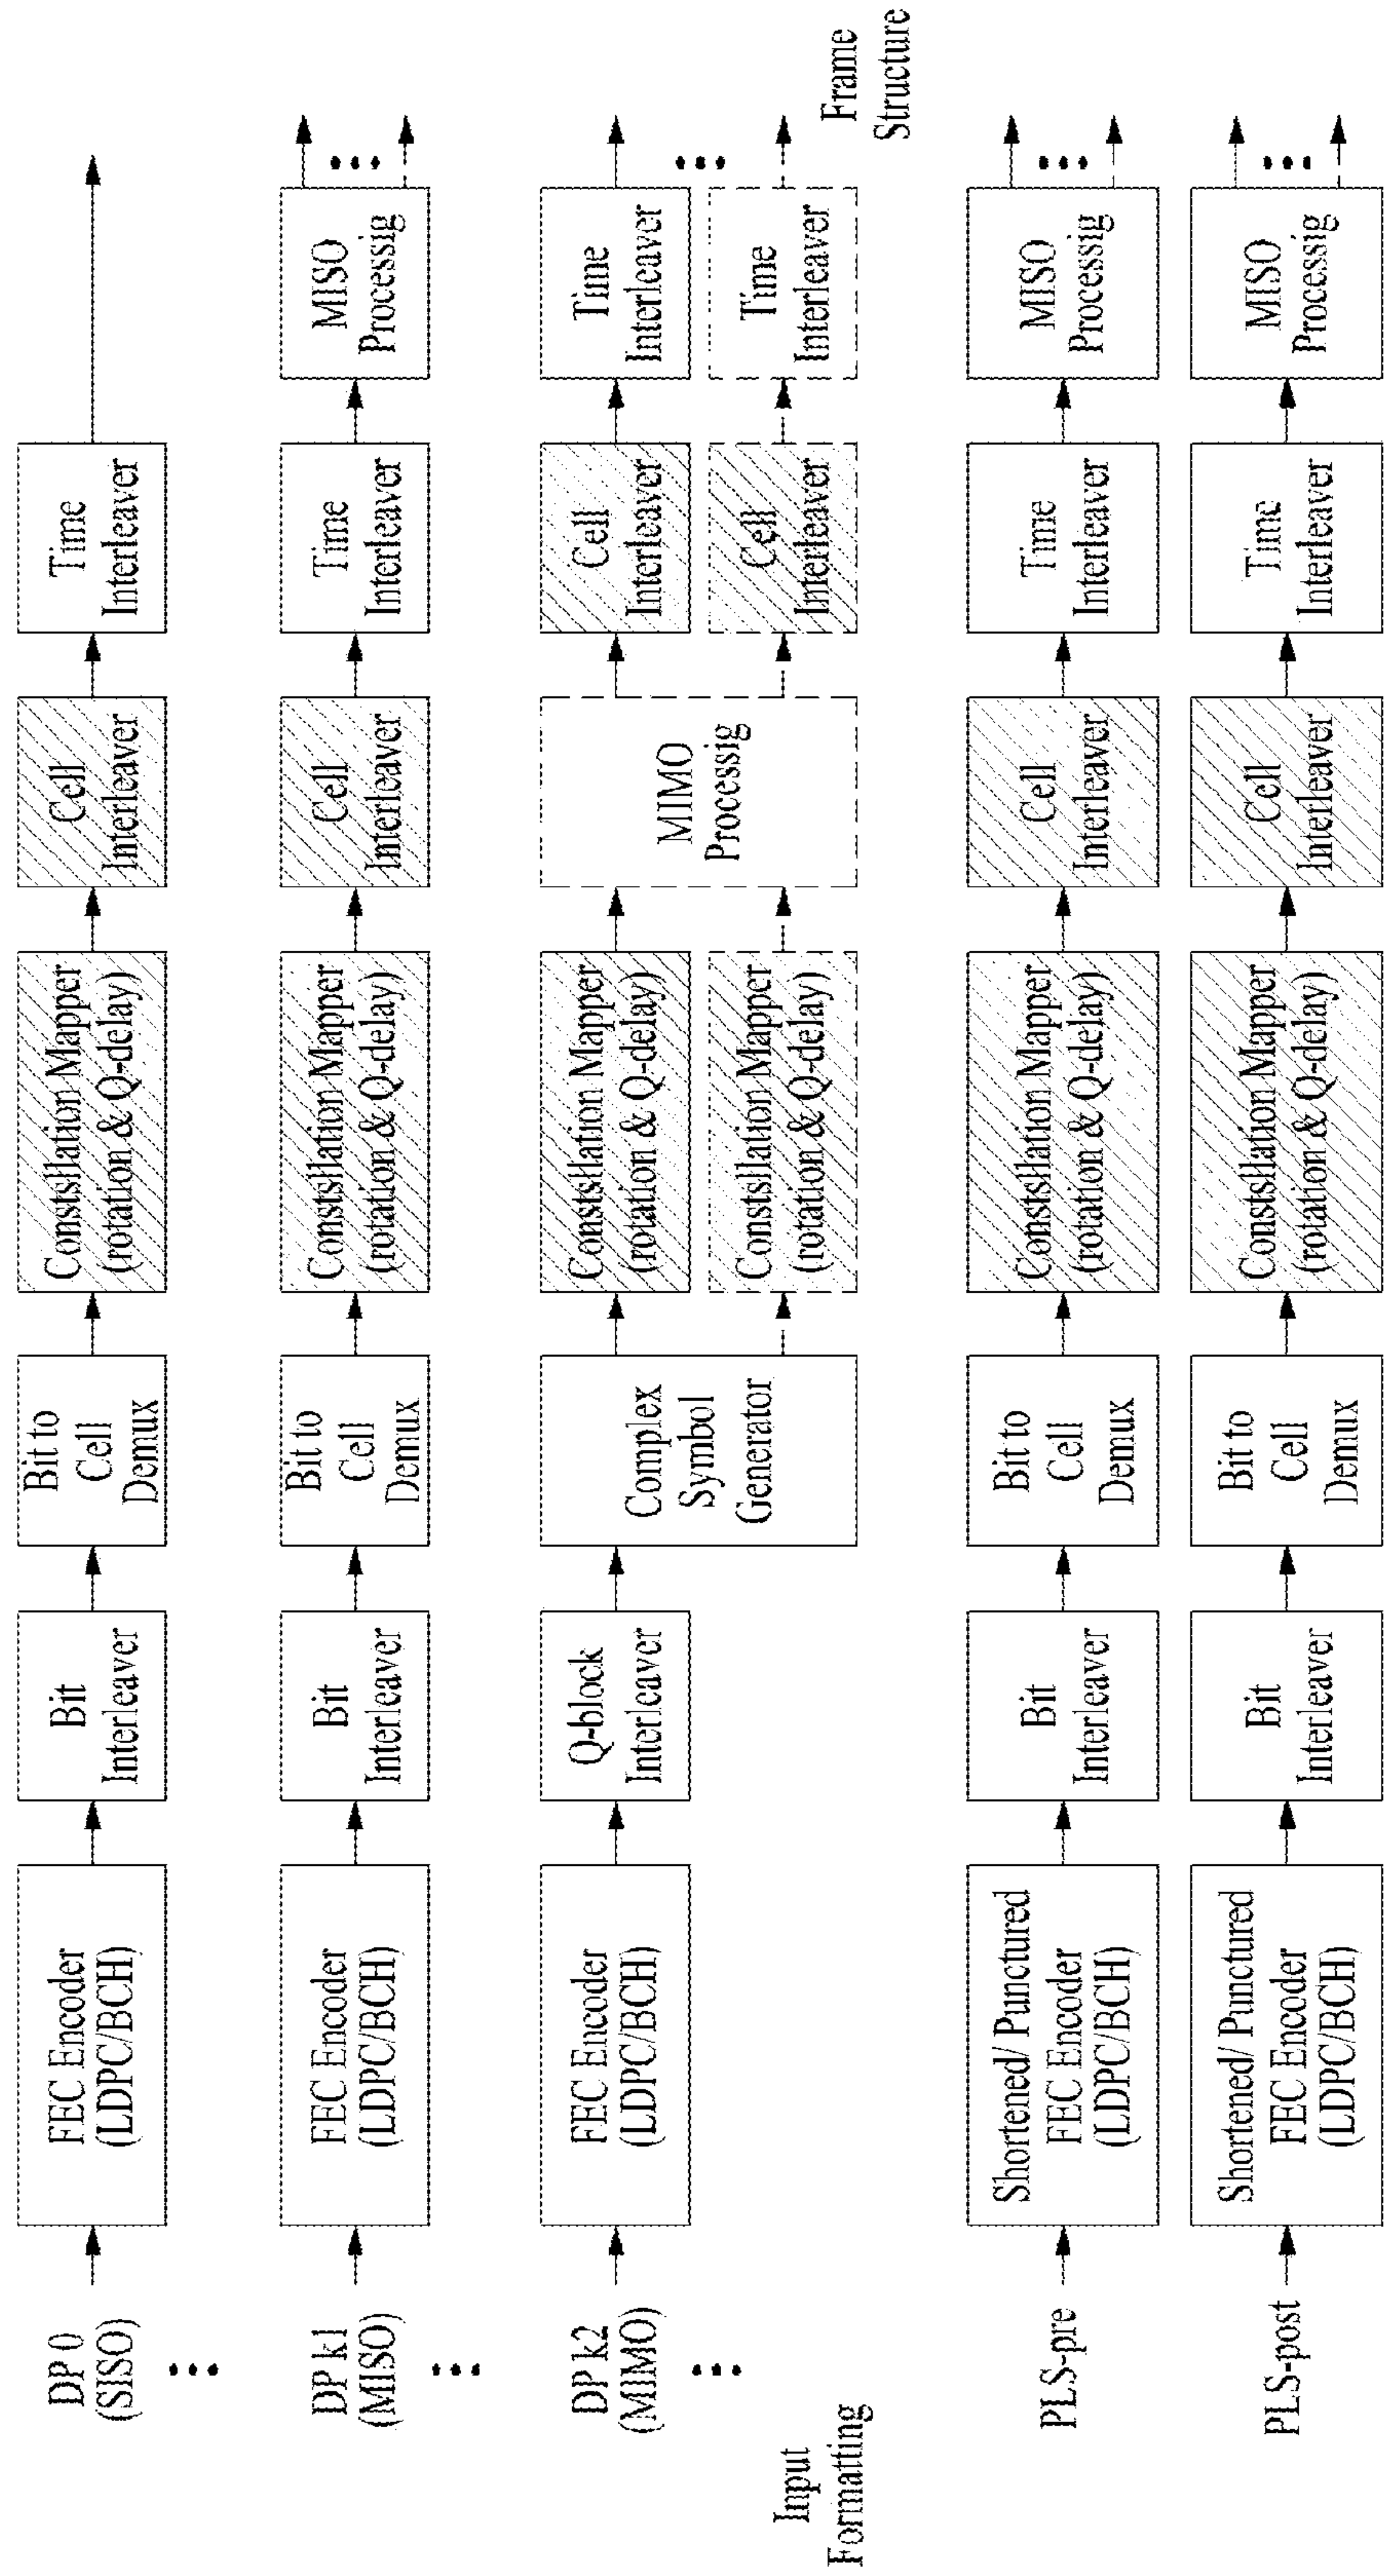 DP 0
(SISO)
FEC Encoder
(LDPC/BCH)
Bit
Interleaver
Bit to
Cell
Demux
Conststlation Mapper
(rotation & Q-delay)
Cell
Interleaver
Time
Interleaver
DP k1
(MISO)
FEC Encoder
(LDPC/BCH)
Bit
Interleaver
Bit to
Cell
Demux
Conststlation Mapper
(rotation & Q-delay)
Cell
Interleaver
Time
Interleaver
MISO
Processig
DP k2
(MIMO)
FEC Encoder
(LDPC/BCH)
Q-block
Interleaver
Complex
Symbol
Generator
Conststlation Mapper
(rotation & Q-delay)
Conststlation Mapper
(rotation & Q-delay)
MIMO
Processig
Cell
Interleaver
Cell
Interleaver
Time
Interleaver
Time
Interleaver
Input
Formatting
Frame
Structure
PLS-pre
Shortened/ Punctured
FEC Encoder
(LDPC/BCH)
Bit
Interleaver
Bit to
Cell
Demux
Conststlation Mapper
(rotation & Q-delay)
Cell
Interleaver
Time
Interleaver
MISO
Processig
PLS-post
Shortened/ Punctured
FEC Encoder
(LDPC/BCH)
Bit
Interleaver
Bit to
Cell
Demux
Conststlation Mapper
(rotation & Q-delay)
Cell
Interleaver
Time
Interleaver
MISO
Processig